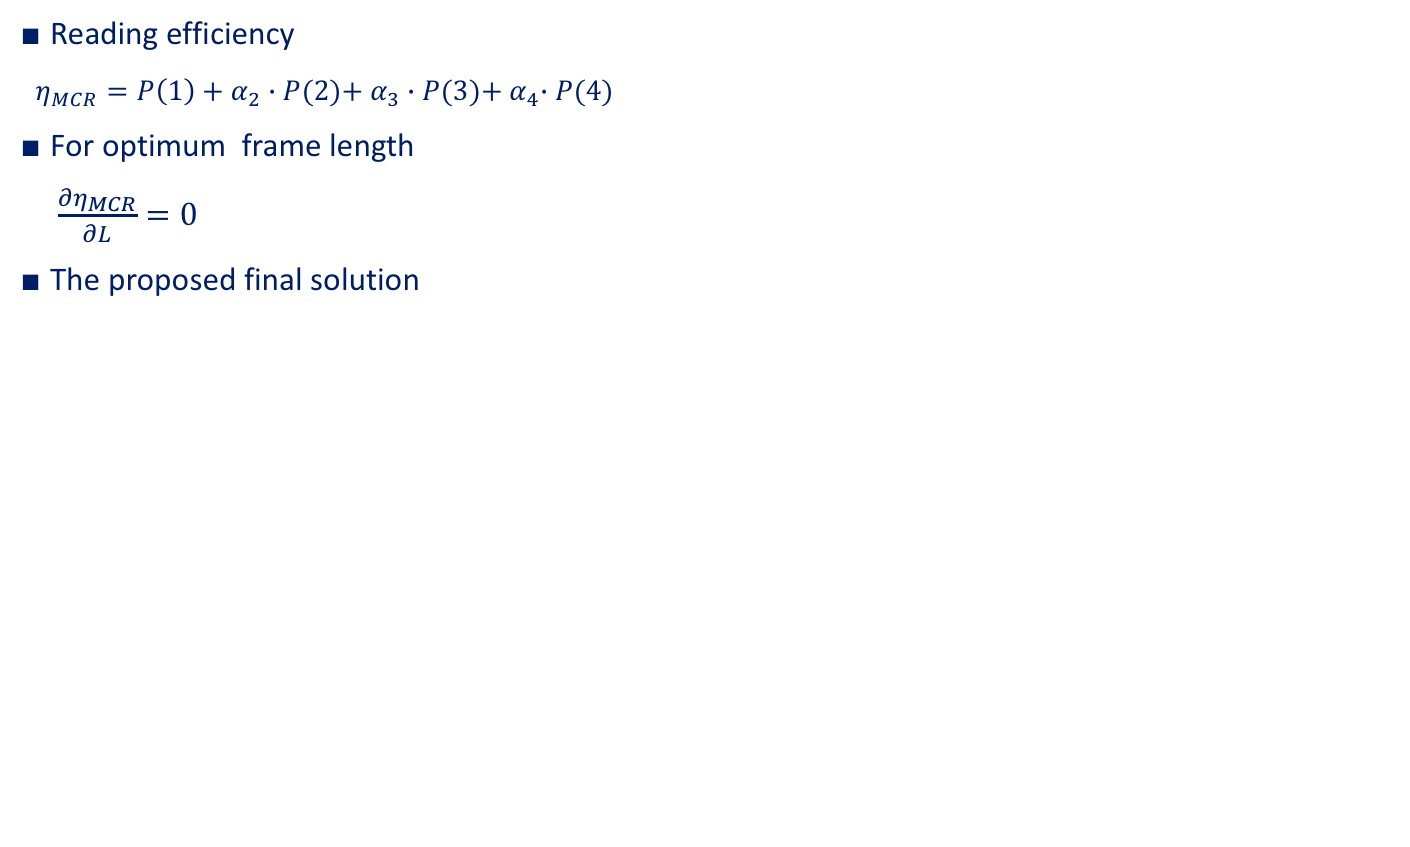 ■ Reading efficiency
η_MCR = P(1) + α_2 · P(2)+ α_3 · P(3)+ α_4· P(4)
■ For optimum  frame length
∂η_MCR/∂L = 0
■ The proposed final solution